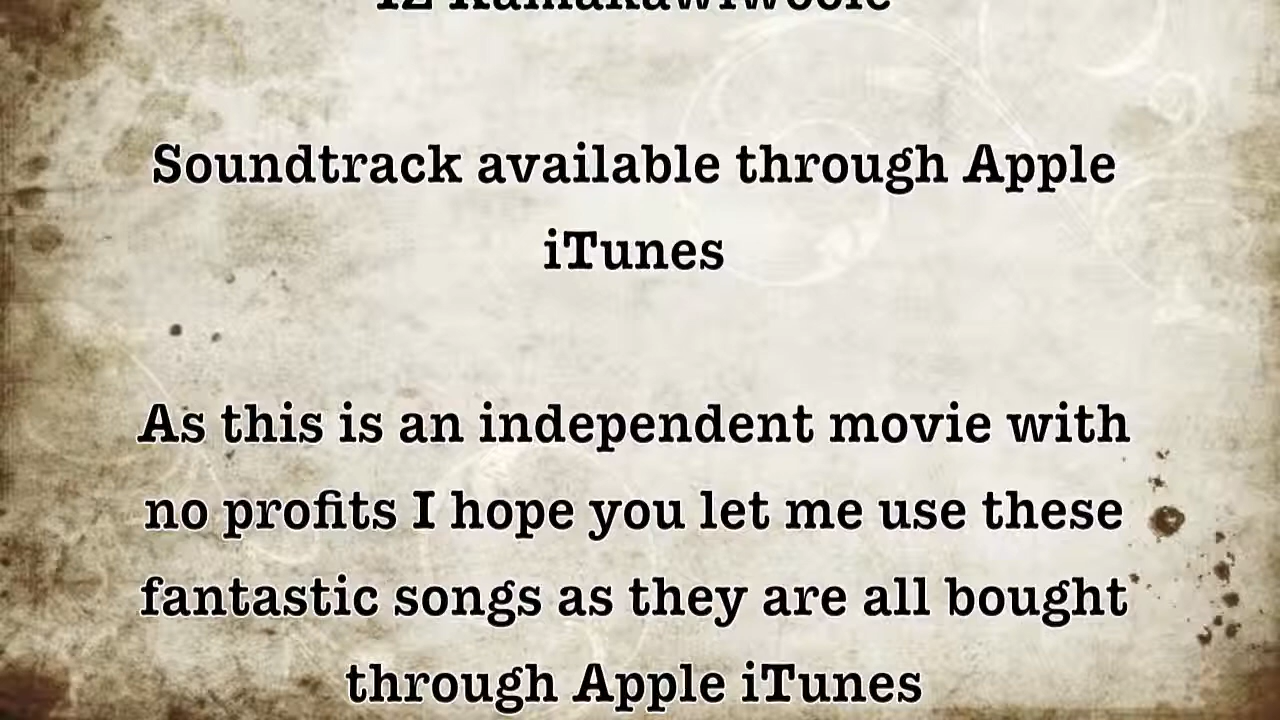 Soundtrack available through Apple
iTunes
As this is an independent movie with
no profits I hope you let me use these
fantastic songs as they are all bought
through Apple iTunes